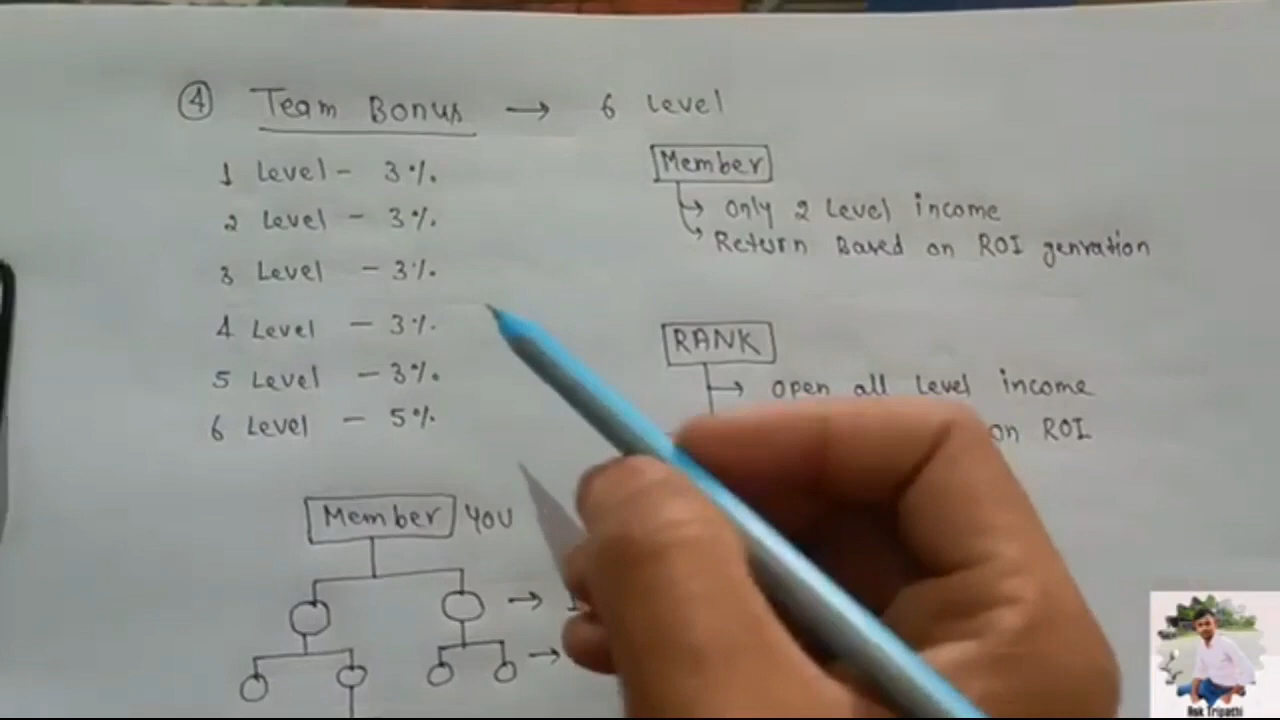 4 Team Bonus → 6 Level
1 Level - 3%.
2 Level - 3%.
3 Level - 3%.
4 Level - 3%.
5 Level - 3%.
6 Level - 5%.
Member
→ Only 2 Level income
→ Return Based on ROI genration
RANK
→ Open all Level income
on ROI
Member YOU
Ask Tripathi